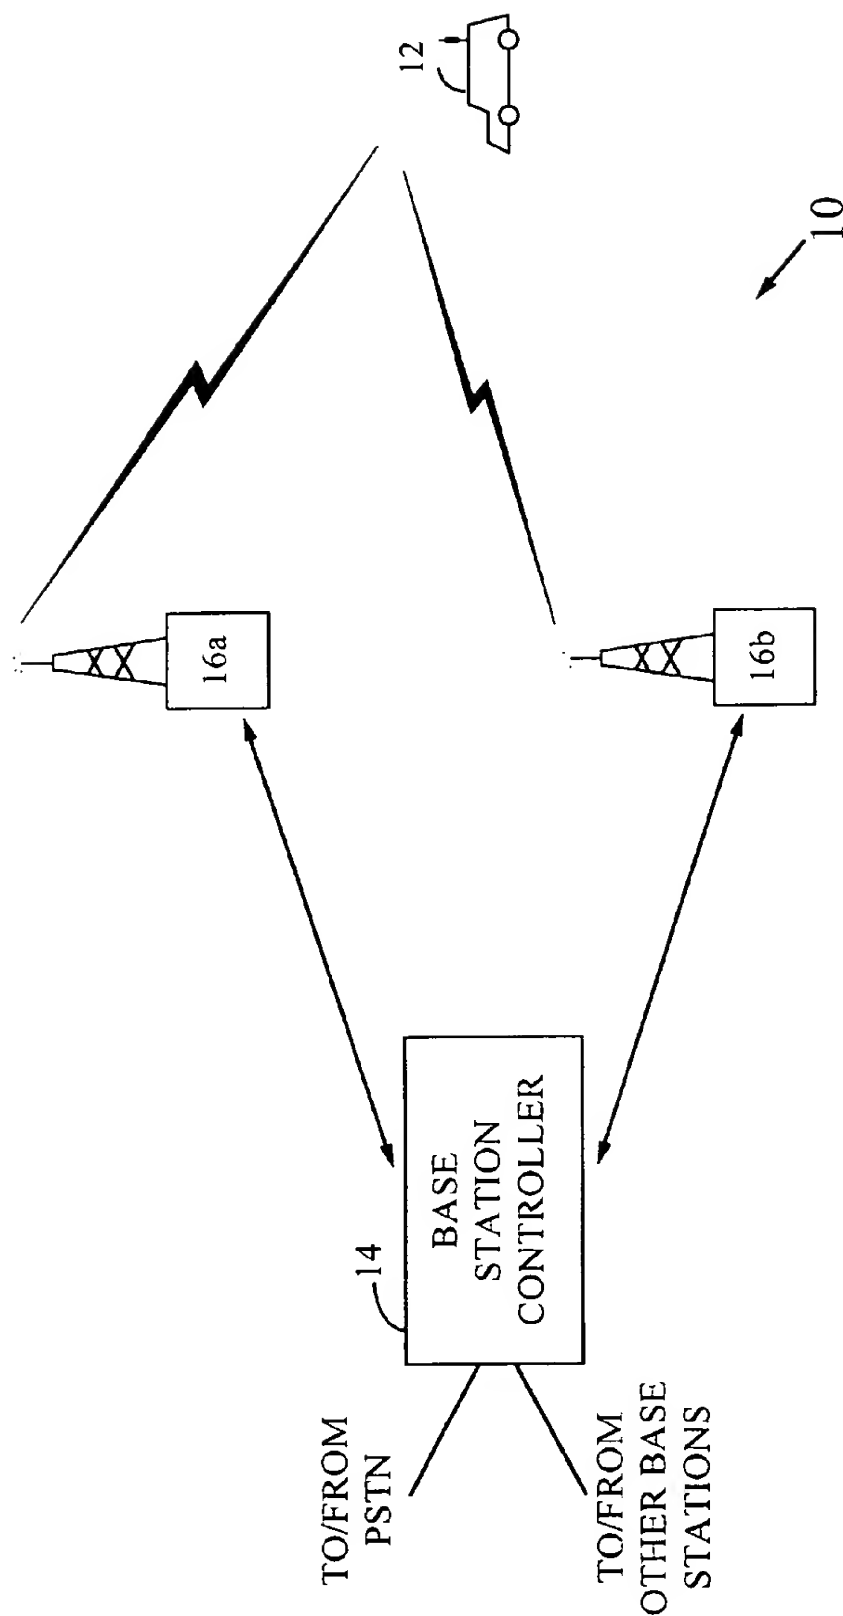 TO/FROM
PSTN
14
BASE
STATION
CONTROLLER
TO/FROM
OTHER BASE
STATIONS
16a
16b
12
10